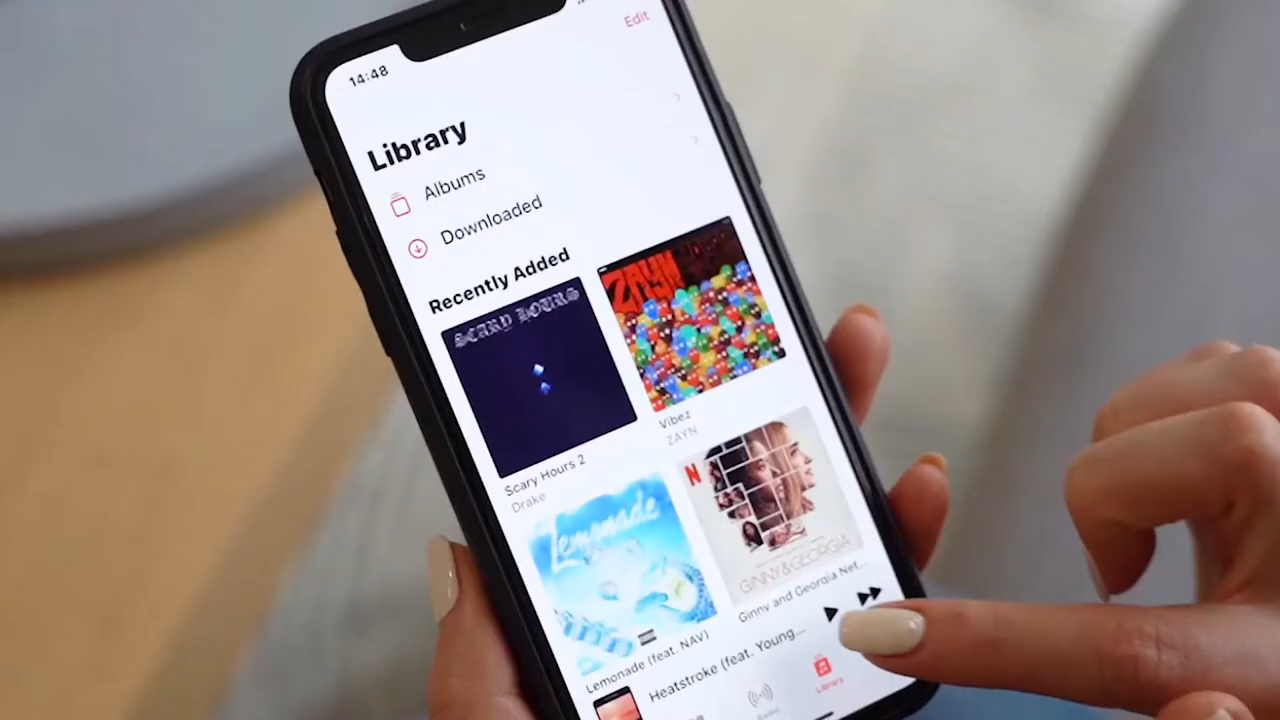 14:48
Edit
Library
Albums
Downloaded
Recently Added
SCARY HOURS
ZAYN
Scary Hours 2
Drake
Vibez
ZAYN
Lemonade
N
GINNY & GEORGIA
Lemonade (feat. NAV)
Ginny and Georgia Net...
Heatstroke (feat. Young...
Library